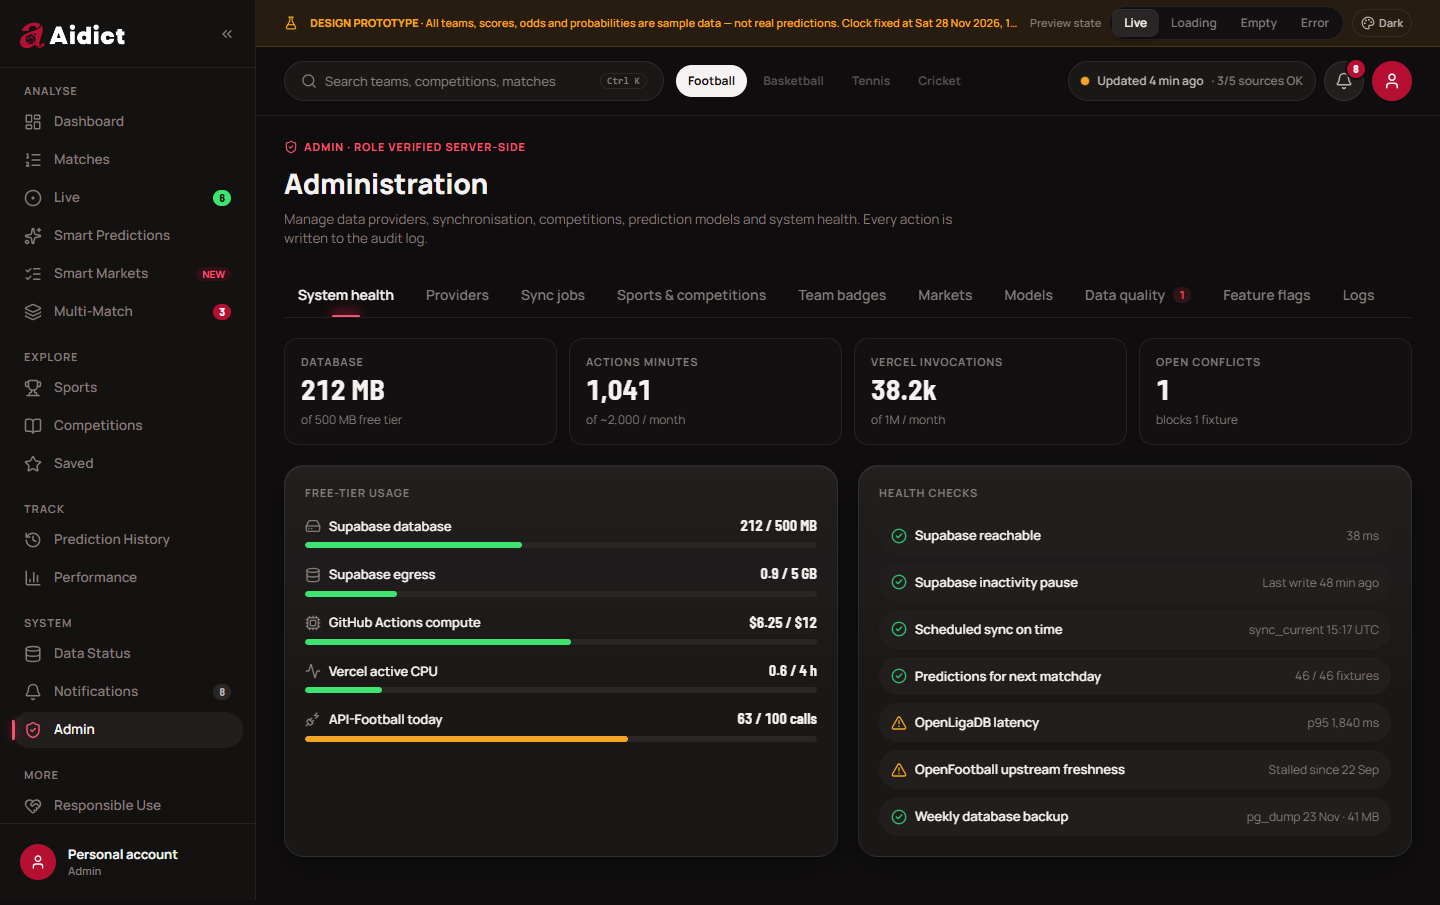 Aidict
DESIGN PROTOTYPE · All teams, scores, odds and probabilities are sample data — not real predictions. Clock fixed at Sat 28 Nov 2026, 1…
Preview state
Live
Loading
Empty
Error
Dark
Search teams, competitions, matches
Ctrl K
Football
Basketball
Tennis
Cricket
Updated 4 min ago · 3/5 sources OK
8
ANALYSE
Dashboard
Matches
Live 6
Smart Predictions
Smart Markets NEW
Multi-Match 3
EXPLORE
Sports
Competitions
Saved
TRACK
Prediction History
Performance
SYSTEM
Data Status
Notifications 8
Admin
MORE
Responsible Use
Personal account
Admin
ADMIN · ROLE VERIFIED SERVER-SIDE
Administration
Manage data providers, synchronisation, competitions, prediction models and system health. Every action is
written to the audit log.
System health
Providers
Sync jobs
Sports & competitions
Team badges
Markets
Models
Data quality 1
Feature flags
Logs
DATABASE
212 MB
of 500 MB free tier
ACTIONS MINUTES
1,041
of ~2,000 / month
VERCEL INVOCATIONS
38.2k
of 1M / month
OPEN CONFLICTS
1
blocks 1 fixture
FREE-TIER USAGE
Supabase database 212 / 500 MB
Supabase egress 0.9 / 5 GB
GitHub Actions compute $6.25 / $12
Vercel active CPU 0.6 / 4 h
API-Football today 63 / 100 calls
HEALTH CHECKS
Supabase reachable 38 ms
Supabase inactivity pause Last write 48 min ago
Scheduled sync on time sync_current 15:17 UTC
Predictions for next matchday 46 / 46 fixtures
OpenLigaDB latency p95 1,840 ms
OpenFootball upstream freshness Stalled since 22 Sep
Weekly database backup pg_dump 23 Nov · 41 MB